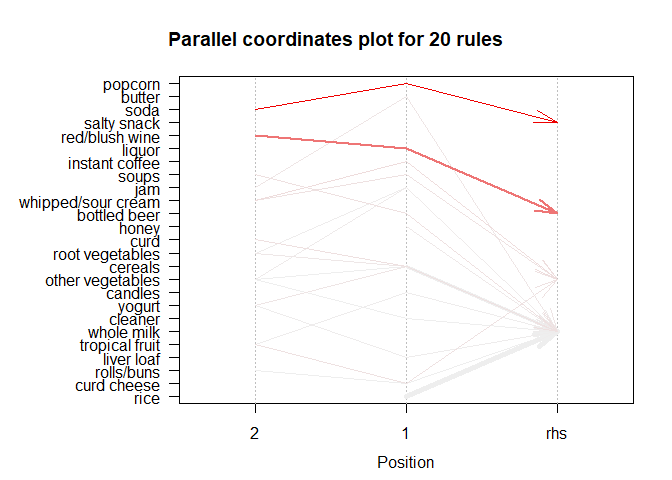 Parallel coordinates plot for 20 rules
popcorn
butter
soda
salty snack
red/blush wine
liquor
instant coffee
soups
jam
whipped/sour cream
bottled beer
honey
curd
root vegetables
cereals
other vegetables
candles
yogurt
cleaner
whole milk
tropical fruit
liver loaf
rolls/buns
curd cheese
rice
2 1 rhs
Position